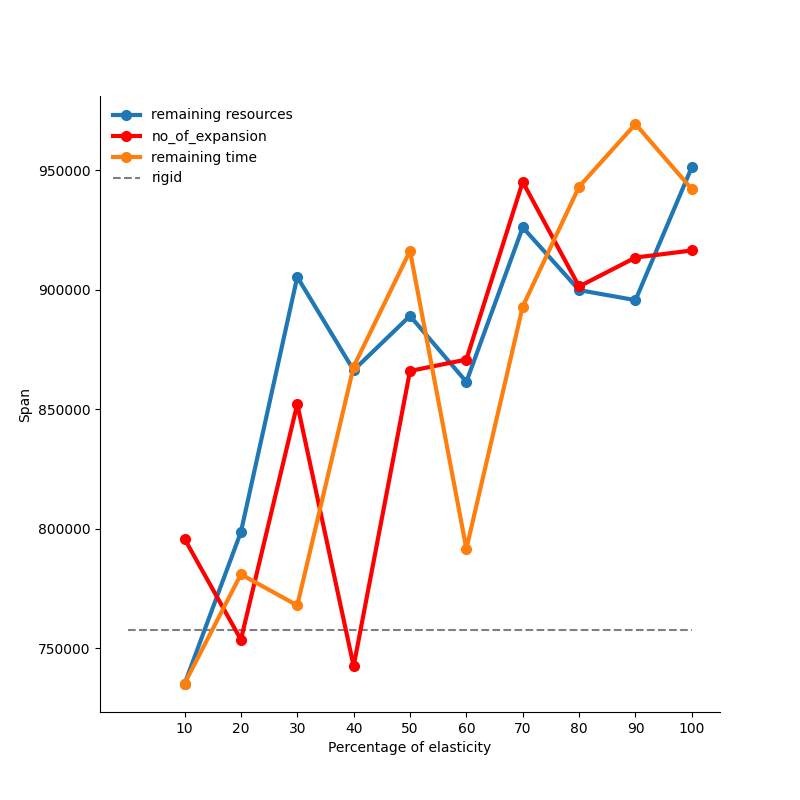 remaining resources
no_of_expansion
remaining time
rigid
950000
900000
850000
800000
750000
Span
10 20 30 40 50 60 70 80 90 100
Percentage of elasticity